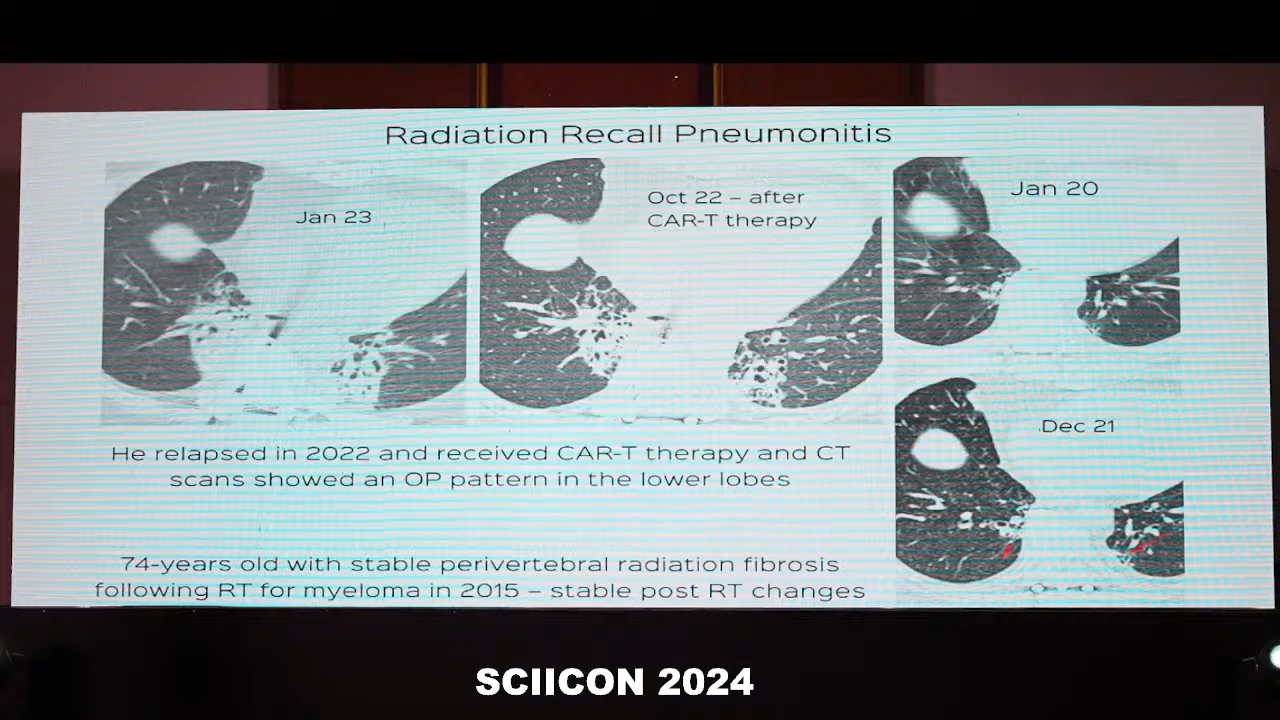 Radiation Recall Pneumonitis
Jan 23
Oct 22 – after
CAR-T therapy
Jan 20
Dec 21
He relapsed in 2022 and received CAR-T therapy and CT
scans showed an OP pattern in the lower lobes
74-years old with stable perivertebral radiation fibrosis
following RT for myeloma in 2015 – stable post RT changes
SCIICON 2024